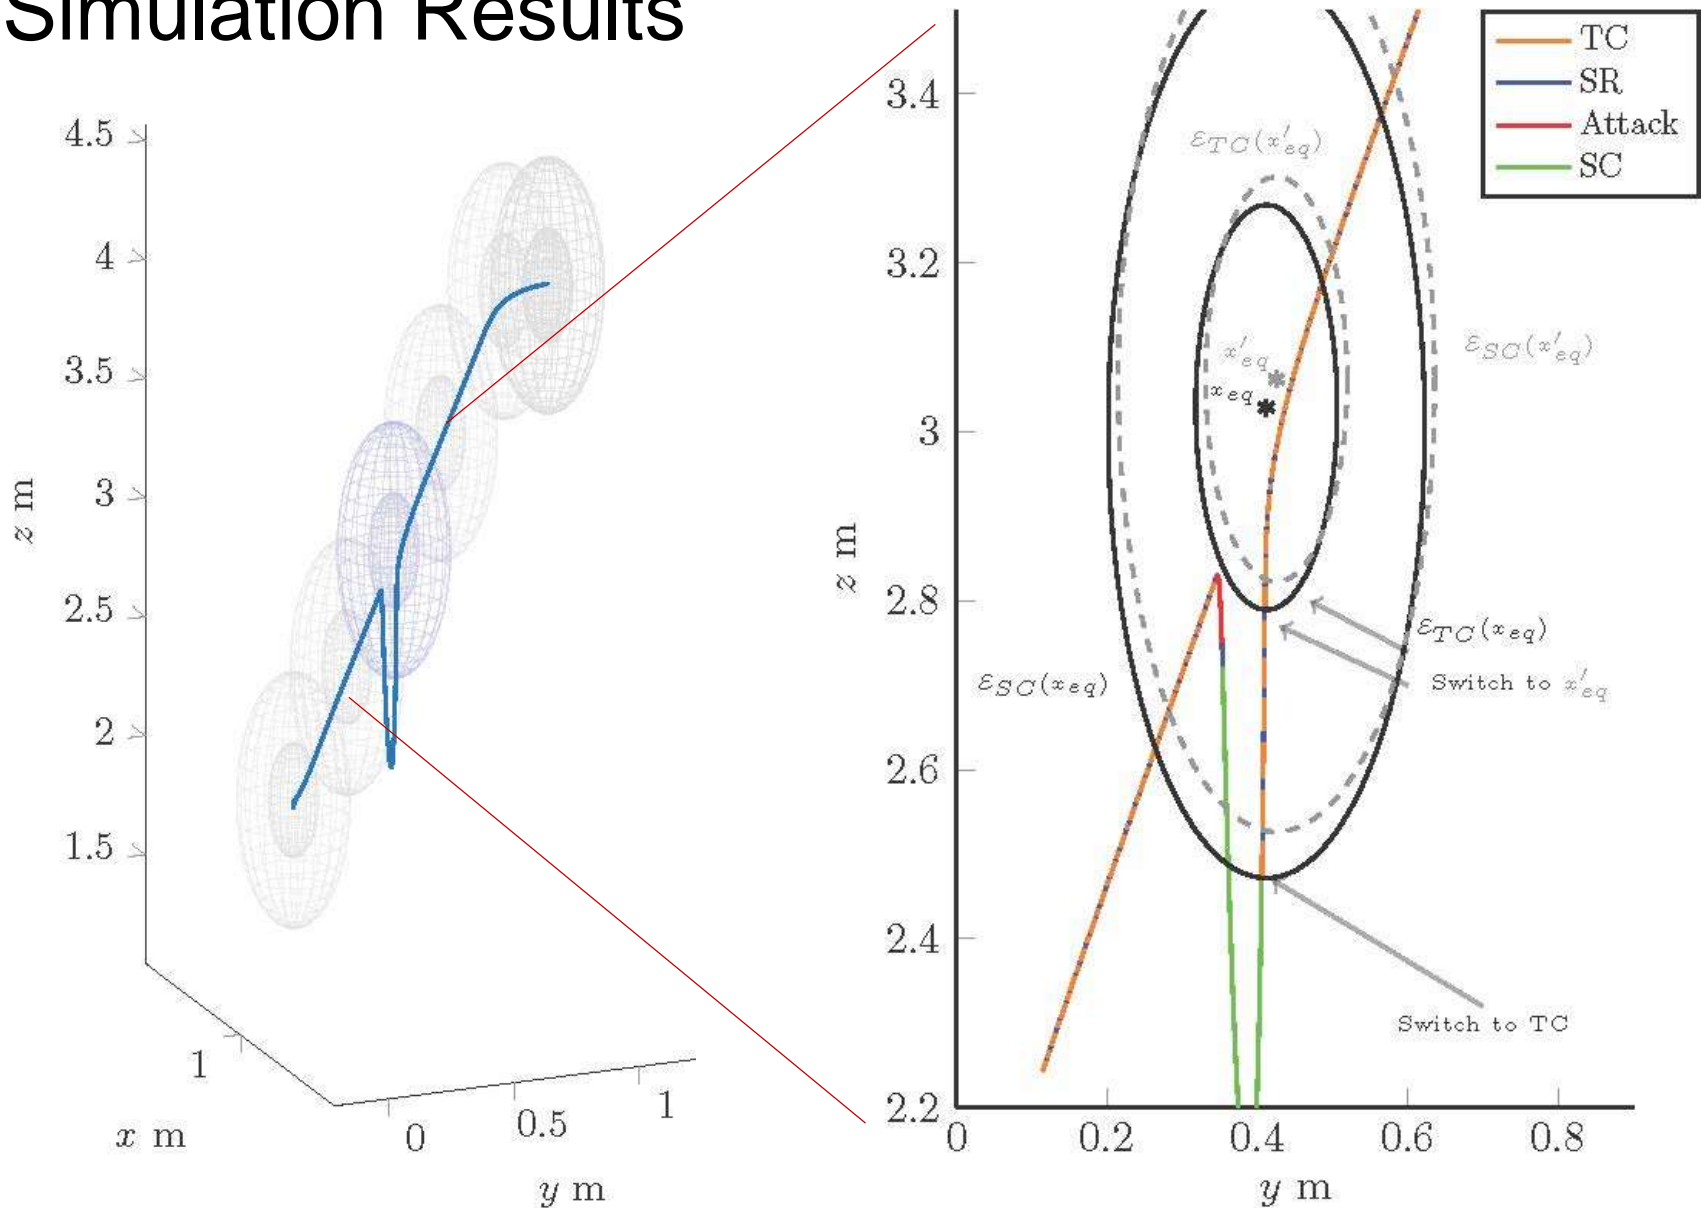 Simulation Results
4.5
4
3.5
3
2.5
2
1.5
z m
1
x m
0
0.5
1
y m
TC
SR
Attack
SC
3.4
3.2
3
2.8
2.6
2.4
2.2
z m
0
0.2
0.4
0.6
0.8
y m
εTC(x′eq)
εSC(x′eq)
x′eq
xeq
εTC(xeq)
Switch to x′eq
εSC(xeq)
Switch to TC